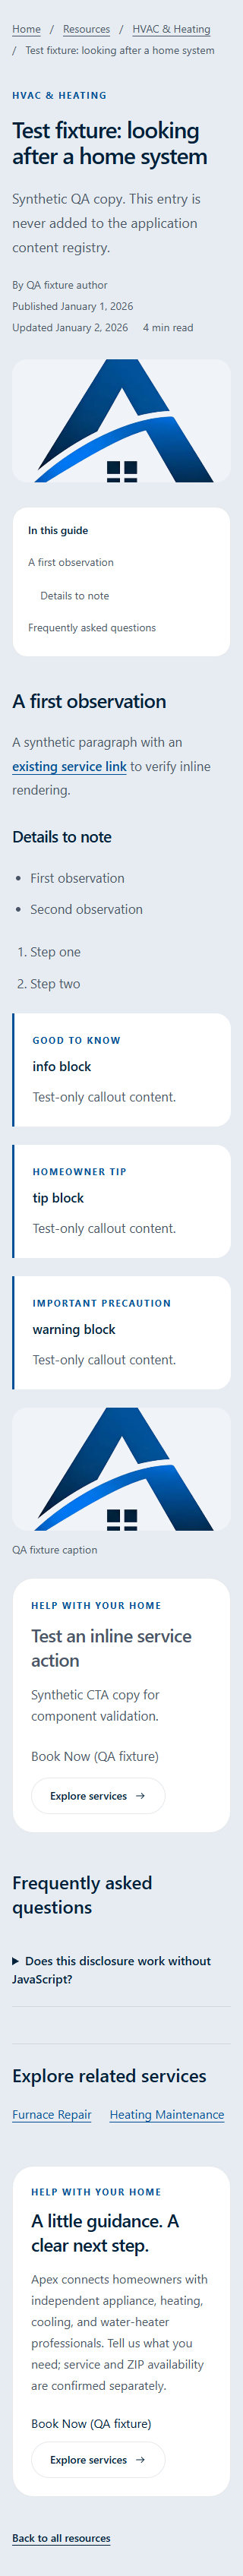 Home / Resources / HVAC & Heating
/ Test fixture: looking after a home system
HVAC & HEATING
Test fixture: looking
after a home system
Synthetic QA copy. This entry is
never added to the application
content registry.
By QA fixture author
Published January 1, 2026
Updated January 2, 2026 4 min read
In this guide
A first observation
Details to note
Frequently asked questions
A first observation
A synthetic paragraph with an
existing service link to verify inline
rendering.
Details to note
• First observation
• Second observation
1. Step one
2. Step two
GOOD TO KNOW
info block
Test-only callout content.
HOMEOWNER TIP
tip block
Test-only callout content.
IMPORTANT PRECAUTION
warning block
Test-only callout content.
QA fixture caption
HELP WITH YOUR HOME
Test an inline service
action
Synthetic CTA copy for
component validation.
Book Now (QA fixture)
Explore services →
Frequently asked
questions
▶ Does this disclosure work without
JavaScript?
Explore related services
Furnace Repair Heating Maintenance
HELP WITH YOUR HOME
A little guidance. A
clear next step.
Apex connects homeowners with
independent appliance, heating,
cooling, and water-heater
professionals. Tell us what you
need; service and ZIP availability
are confirmed separately.
Book Now (QA fixture)
Explore services →
Back to all resources